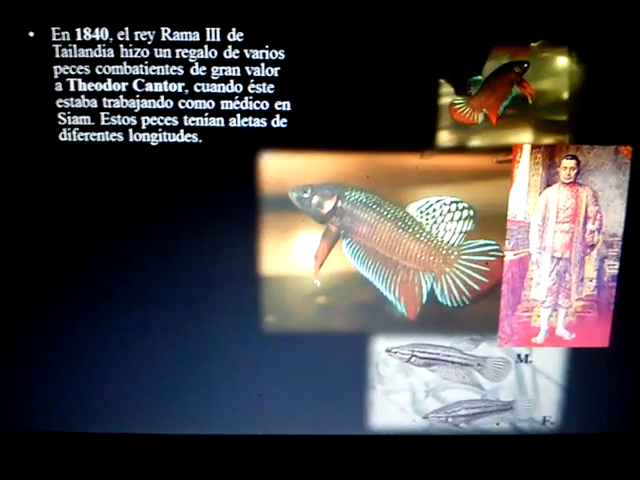 • En 1840, el rey Rama III de
Tailandia hizo un regalo de varios
peces combatientes de gran valor
a Theodor Cantor, cuando éste
estaba trabajando como médico en
Siam. Estos peces tenían aletas de
diferentes longitudes.
M.
F.